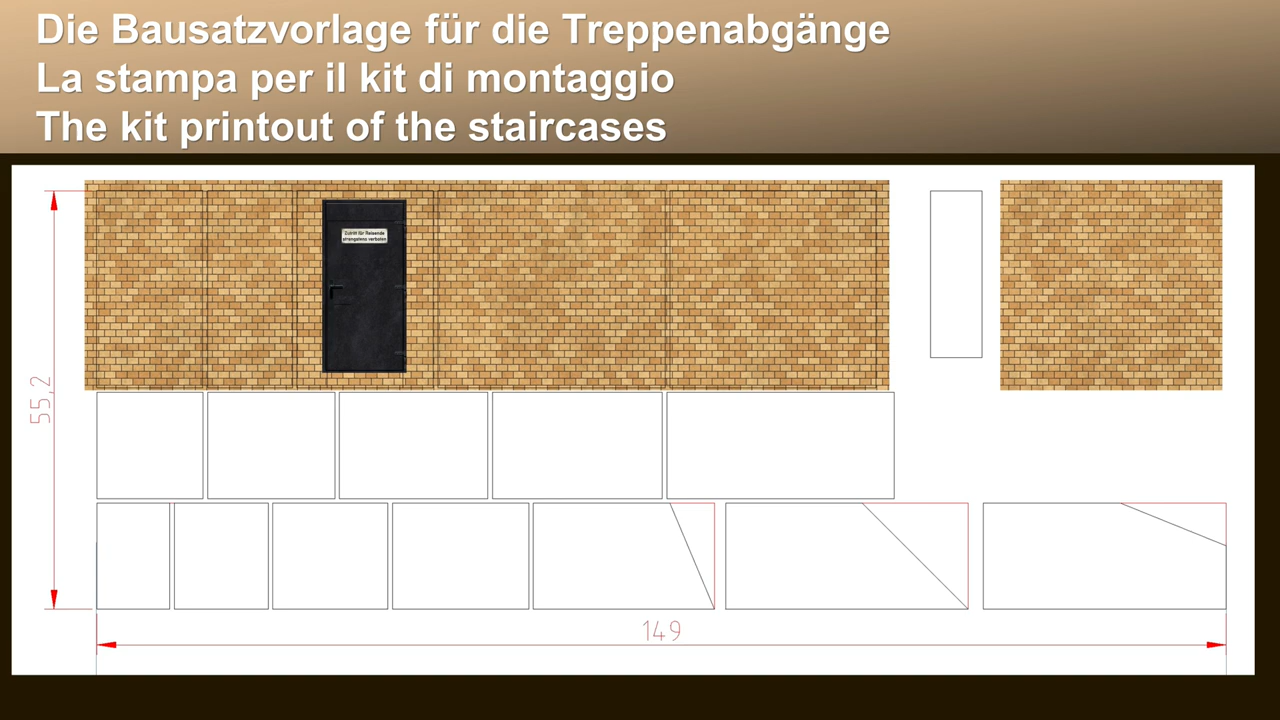 Die Bausatzvorlage für die Treppenabgänge
La stampa per il kit di montaggio
The kit printout of the staircases
Zutritt für Reisende
strengstens verboten
55,2
149